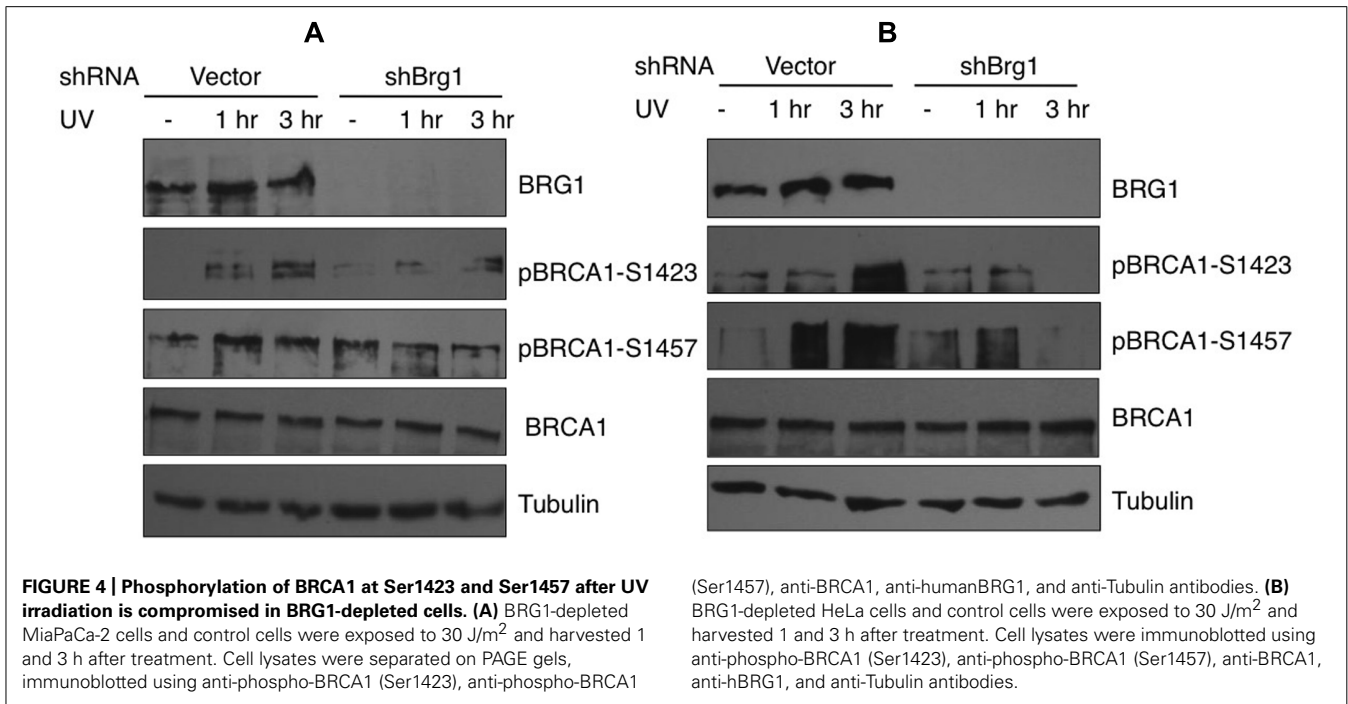 A
shRNA Vector shBrg1
UV - 1 hr 3 hr - 1 hr 3 hr
BRG1
pBRCA1-S1423
pBRCA1-S1457
BRCA1
Tubulin
B
shRNA Vector shBrg1
UV - 1 hr 3 hr - 1 hr 3 hr
BRG1
pBRCA1-S1423
pBRCA1-S1457
BRCA1
Tubulin
FIGURE 4 | Phosphorylation of BRCA1 at Ser1423 and Ser1457 after UV
irradiation is compromised in BRG1-depleted cells. (A) BRG1-depleted
MiaPaCa-2 cells and control cells were exposed to 30 J/m² and harvested 1
and 3 h after treatment. Cell lysates were separated on PAGE gels,
immunoblotted using anti-phospho-BRCA1 (Ser1423), anti-phospho-BRCA1
(Ser1457), anti-BRCA1, anti-humanBRG1, and anti-Tubulin antibodies. (B)
BRG1-depleted HeLa cells and control cells were exposed to 30 J/m² and
harvested 1 and 3 h after treatment. Cell lysates were immunoblotted using
anti-phospho-BRCA1 (Ser1423), anti-phospho-BRCA1 (Ser1457), anti-BRCA1,
anti-hBRG1, and anti-Tubulin antibodies.